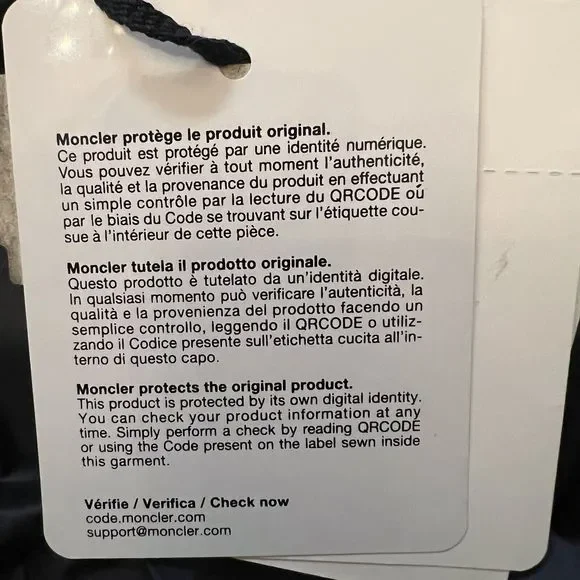 Moncler protège le produit original.
Ce produit est protégé par une identité numérique.
Vous pouvez vérifier à tout moment l'authenticité,
la qualité et la provenance du produit en effectuant
un simple contrôle par la lecture du QRCODE où
par le biais du Code se trouvant sur l'étiquette cou-
sue à l'intérieur de cette pièce.
Moncler tutela il prodotto originale.
Questo prodotto è tutelato da un'identità digitale.
In qualsiasi momento può verificare l'autenticità, la
qualità e la provenienza del prodotto facendo un
semplice controllo, leggendo il QRCODE o utiliz-
zando il Codice presente sull'etichetta cucita all'in-
terno di questo capo.
Moncler protects the original product.
This product is protected by its own digital identity.
You can check your product information at any
time. Simply perform a check by reading QRCODE
or using the Code present on the label sewn inside
this garment.
Vérifie / Verifica / Check now
code.moncler.com
support@moncler.com